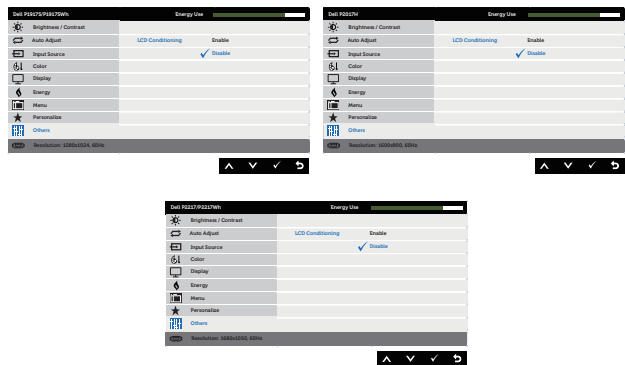 Dell P1917S/P1917SWh Energy Use
Brightness / Contrast
Auto Adjust LCD Conditioning Enable
Input Source Disable
Color
Display
Energy
Menu
Personalize
Others
Resolution: 1280x1024, 60Hz
Dell P2017H Energy Use
Brightness / Contrast
Auto Adjust LCD Conditioning Enable
Input Source Disable
Color
Display
Energy
Menu
Personalize
Others
Resolution: 1600x900, 60Hz
Dell P2217/P2217Wh Energy Use
Brightness / Contrast
Auto Adjust LCD Conditioning Enable
Input Source Disable
Color
Display
Energy
Menu
Personalize
Others
Resolution: 1680x1050, 60Hz